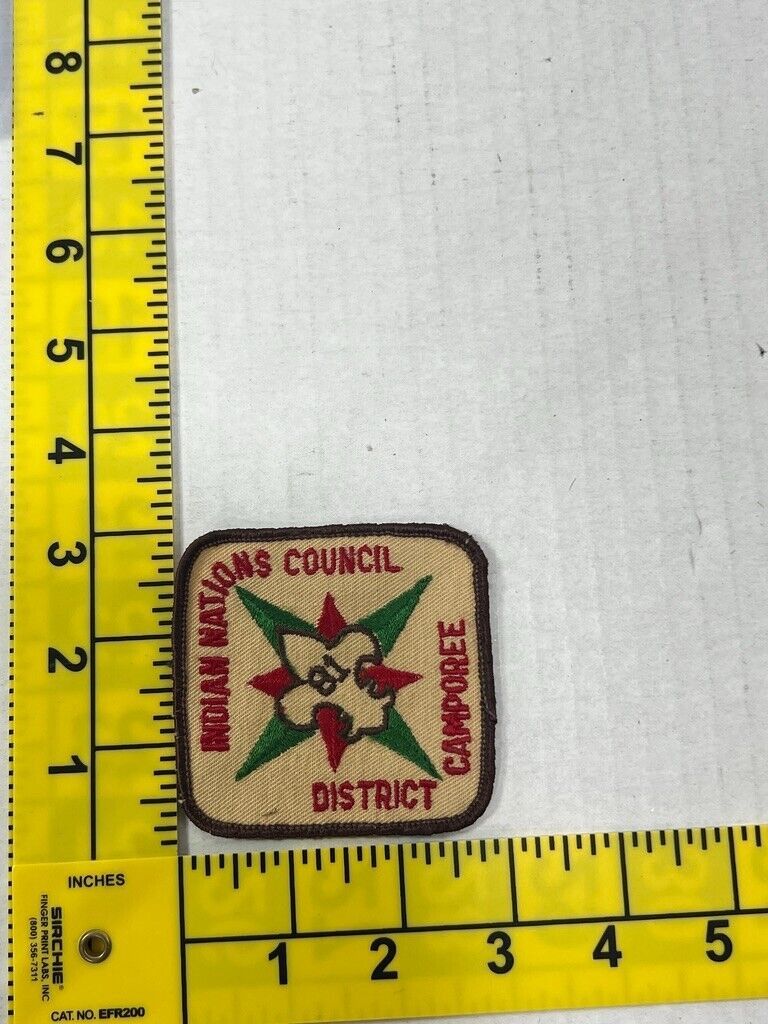 8
7
6
5
4
3
2
1
INDIAN NATIONS COUNCIL
81
CAMPOREE
DISTRICT
INCHES
SIRCHIE®
FINGER PRINT LABS, INC
(800) 356-7311
CAT. NO. EFR200
1 2 3 4 5